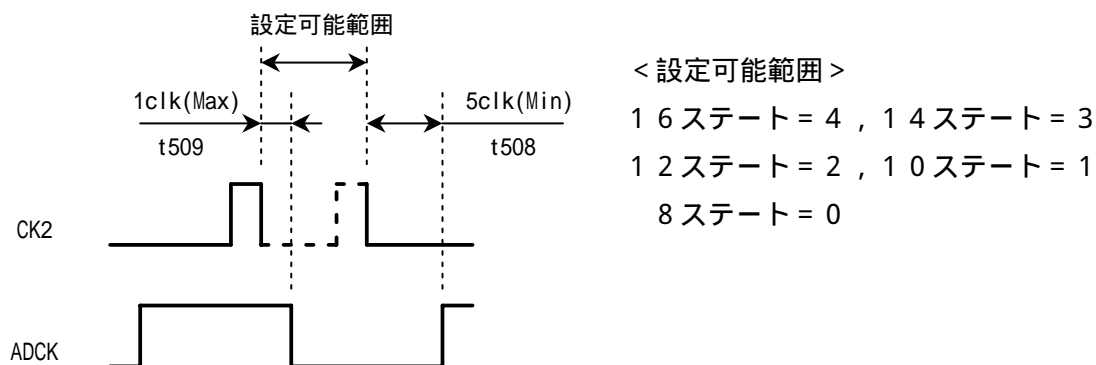 設定可能範囲
1clk(Max)
5clk(Min)
t509
t508
CK2
ADCK
<設定可能範囲>
16ステート=4,14ステート=3
12ステート=2,10ステート=1
8ステート=0